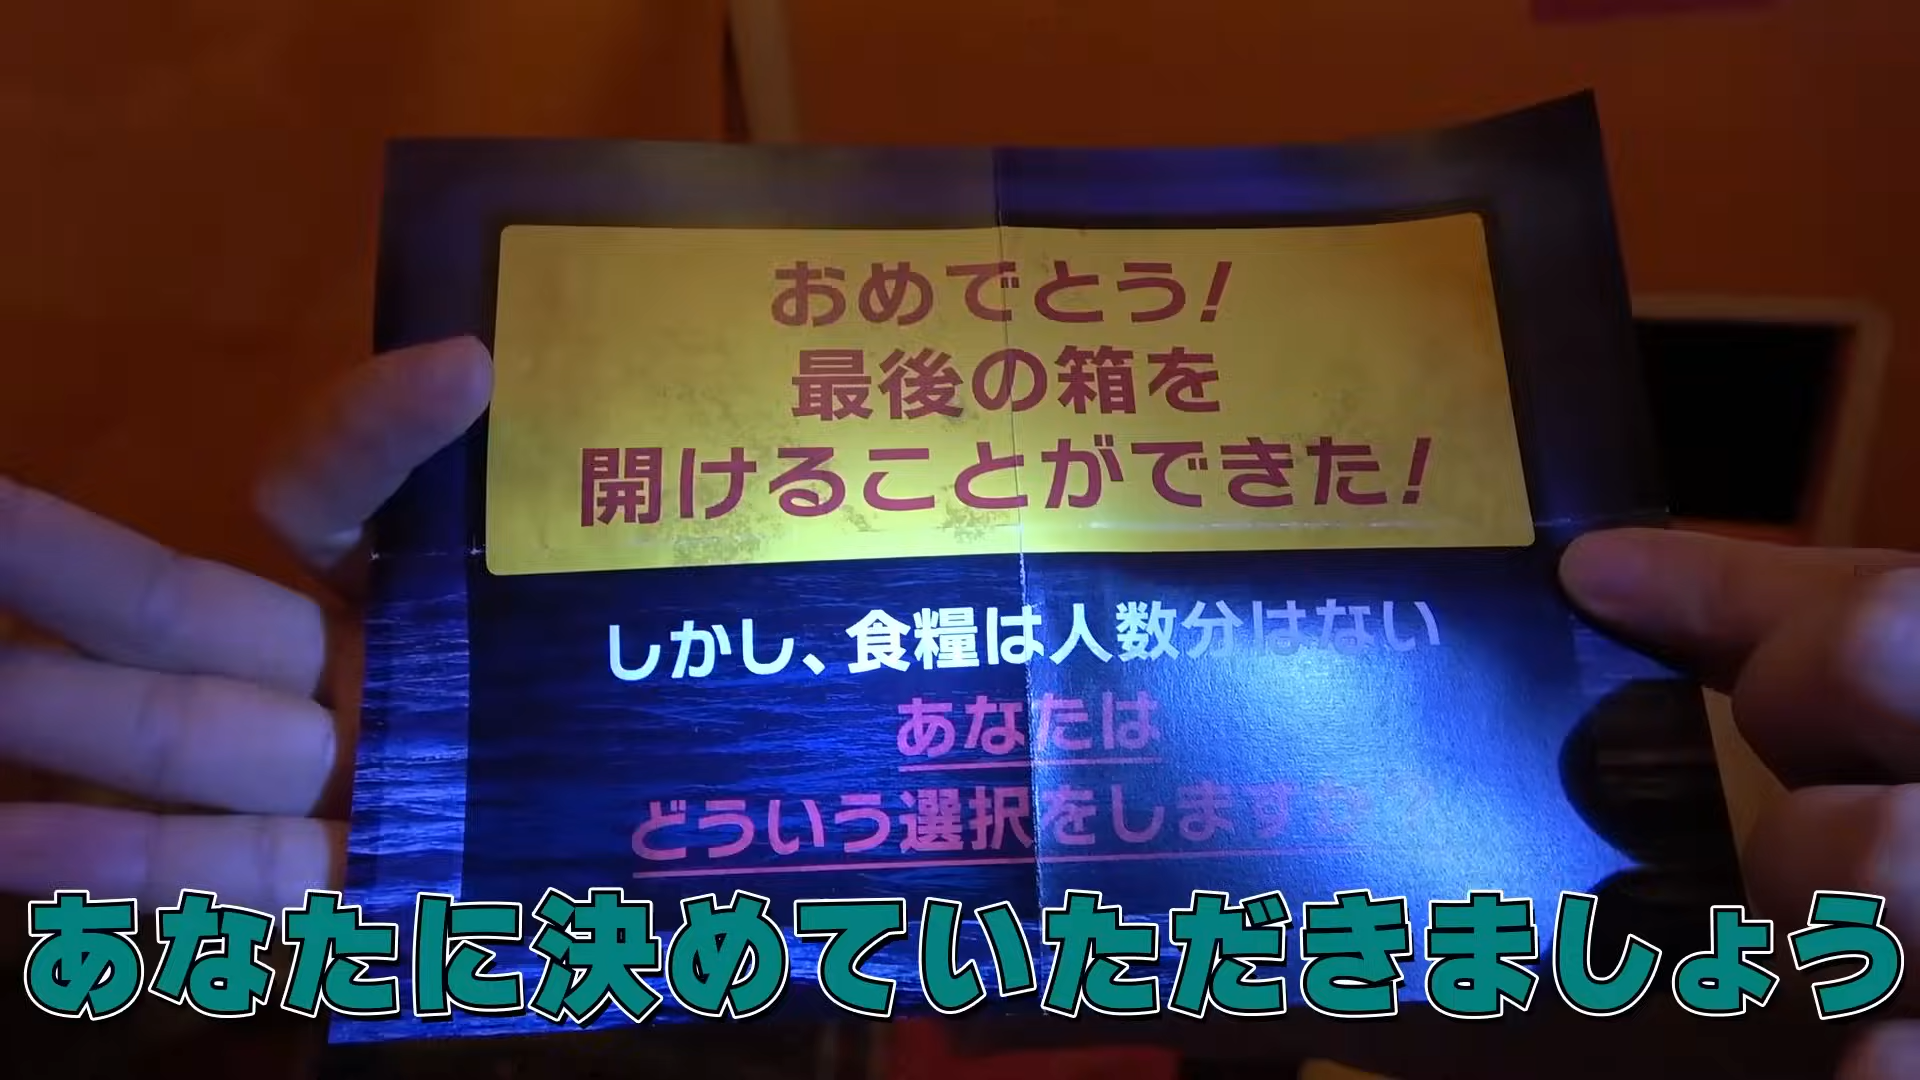 おめでとう!
最後の箱を
開けることができた!
しかし、食糧は人数分はない
あなたは
どういう選択をしますか?
あなたに決めていただきましょう